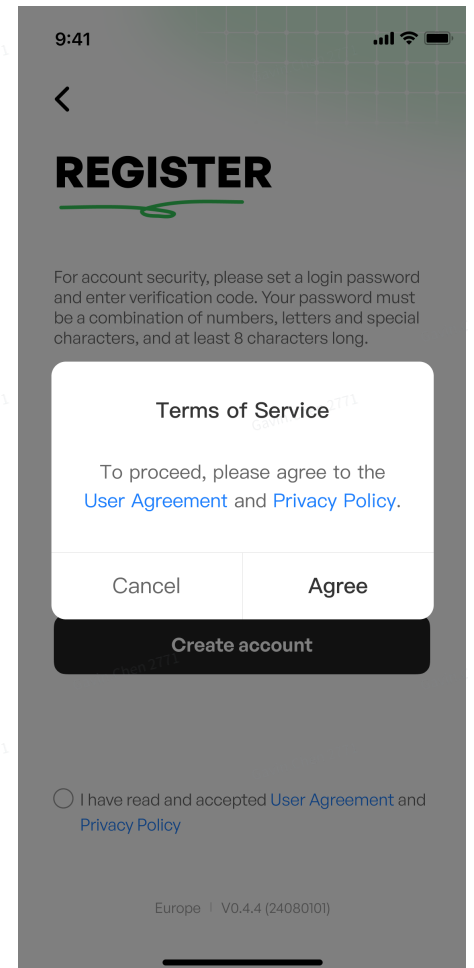 9:41
REGISTER
For account security, please set a login password
and enter verification code. Your password must
be a combination of numbers, letters and special
characters, and at least 8 characters long.
Terms of Service
To proceed, please agree to the
User Agreement and Privacy Policy.
Cancel
Agree
Create account
Chen 2771
I have read and accepted User Agreement and
Privacy Policy
Europe | V0.4.4 (24080101)